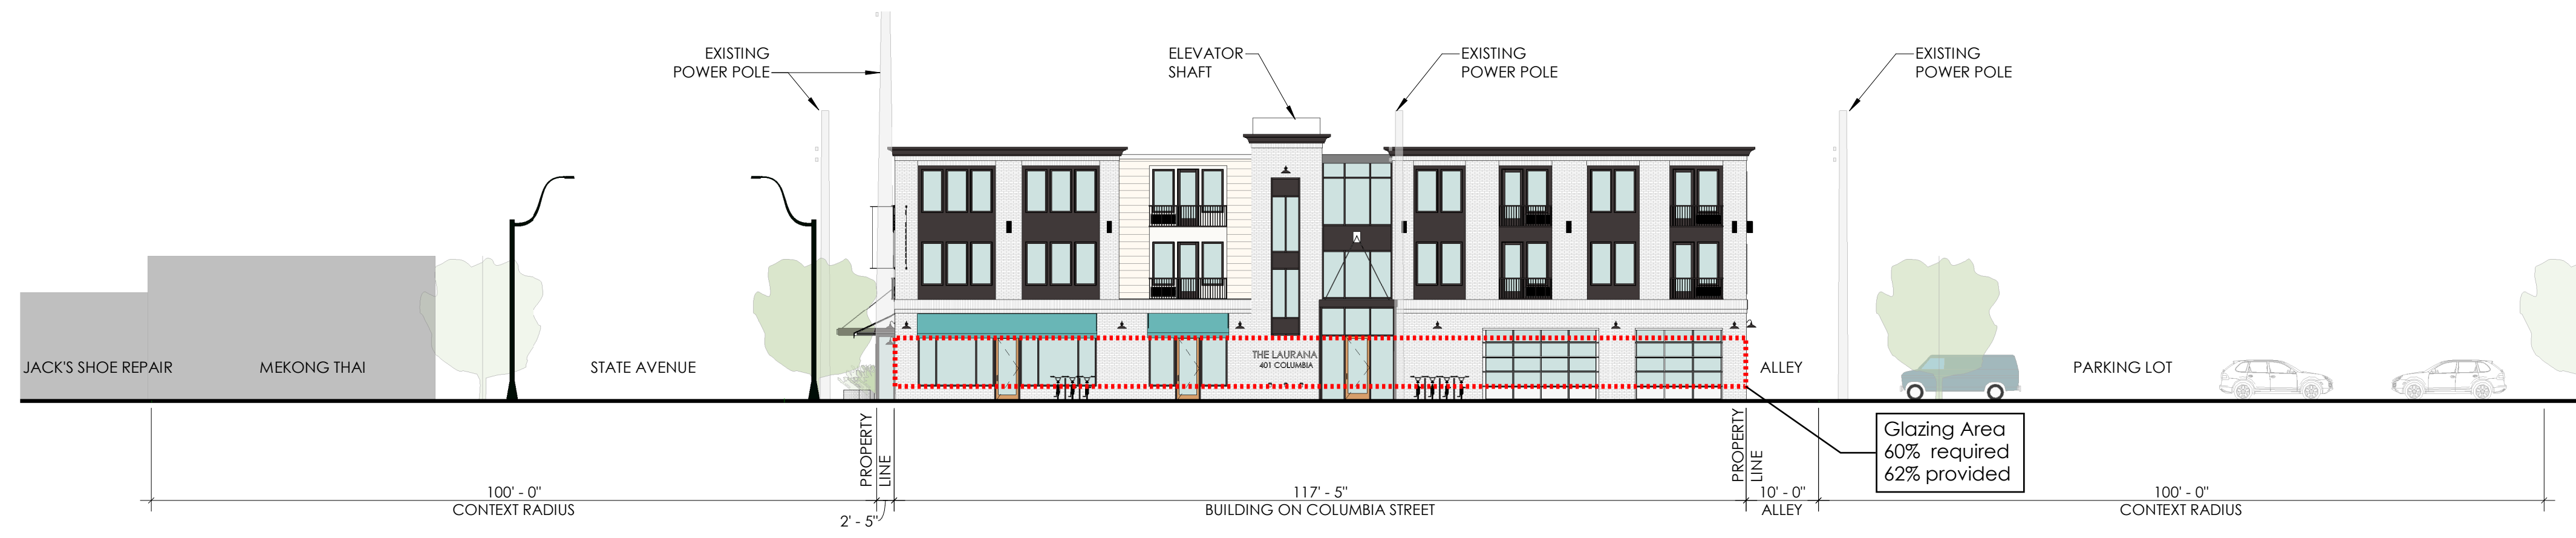 EXISTING
POWER POLE
ELEVATOR
SHAFT
EXISTING
POWER POLE
EXISTING
POWER POLE
JACK'S SHOE REPAIR
MEKONG THAI
STATE AVENUE
THE LAURANA
401 COLUMBIA
ALLEY
PARKING LOT
PROPERTY
LINE
PROPERTY
LINE
Glazing Area
60% required
62% provided
100' - 0"
CONTEXT RADIUS
2' - 5"
117' - 5"
BUILDING ON COLUMBIA STREET
10' - 0"
ALLEY
100' - 0"
CONTEXT RADIUS